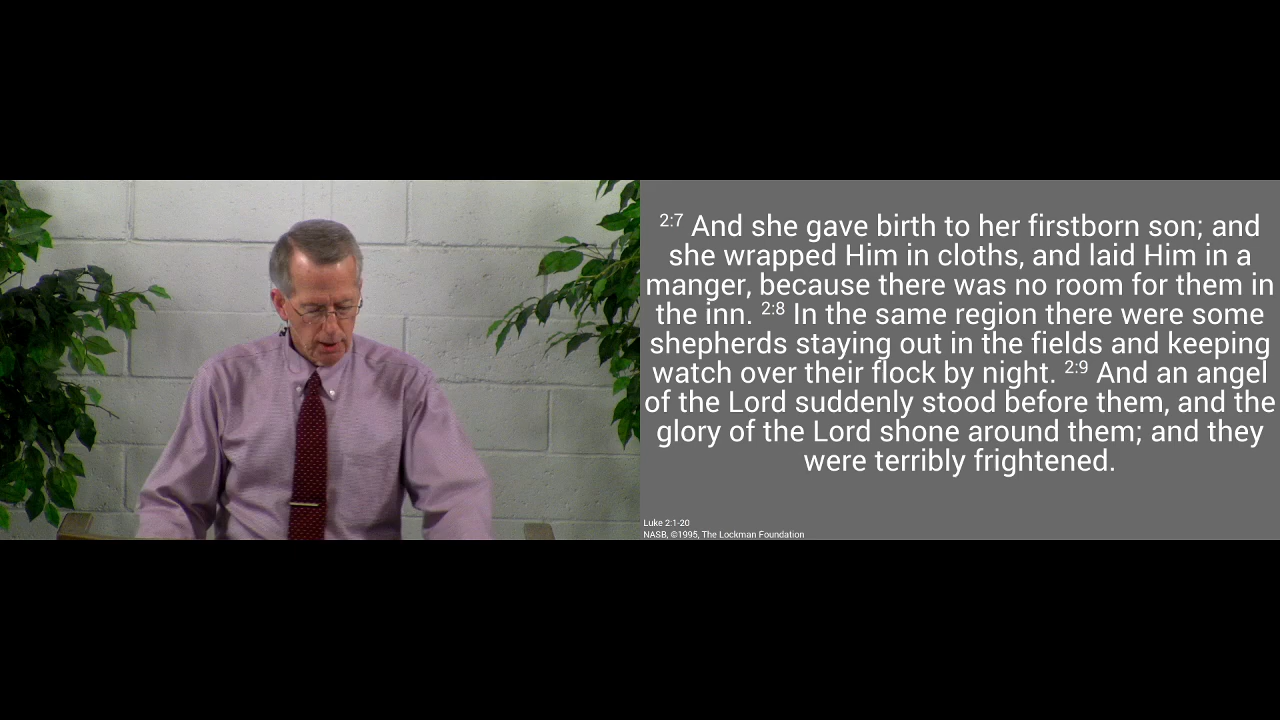 2:7 And she gave birth to her firstborn son; and
she wrapped Him in cloths, and laid Him in a
manger, because there was no room for them in
the inn. 2:8 In the same region there were some
shepherds staying out in the fields and keeping
watch over their flock by night. 2:9 And an angel
of the Lord suddenly stood before them, and the
glory of the Lord shone around them; and they
were terribly frightened.
Luke 2:1-20
NASB, ©1995, The Lockman Foundation